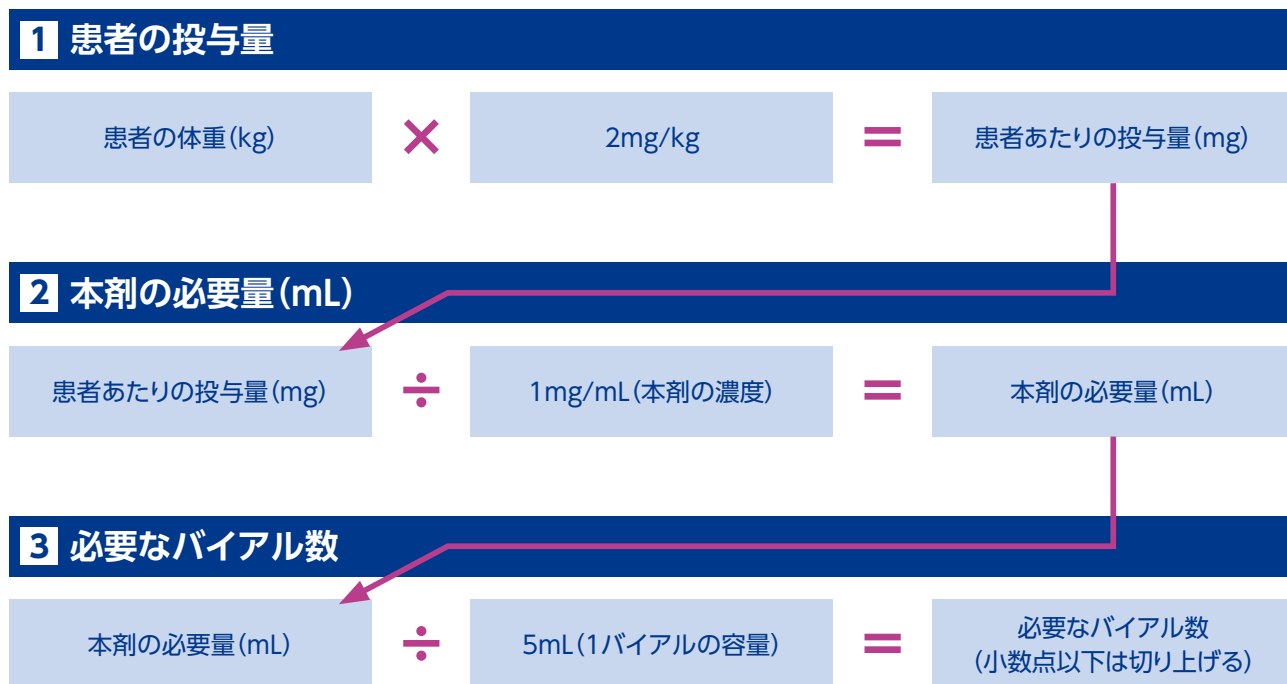 1 患者の投与量
患者の体重(kg) × 2mg/kg = 患者あたりの投与量(mg)
2 本剤の必要量(mL)
患者あたりの投与量(mg) ÷ 1mg/mL(本剤の濃度) = 本剤の必要量(mL)
3 必要なバイアル数
本剤の必要量(mL) ÷ 5mL(1バイアルの容量) = 必要なバイアル数
(小数点以下は切り上げる)